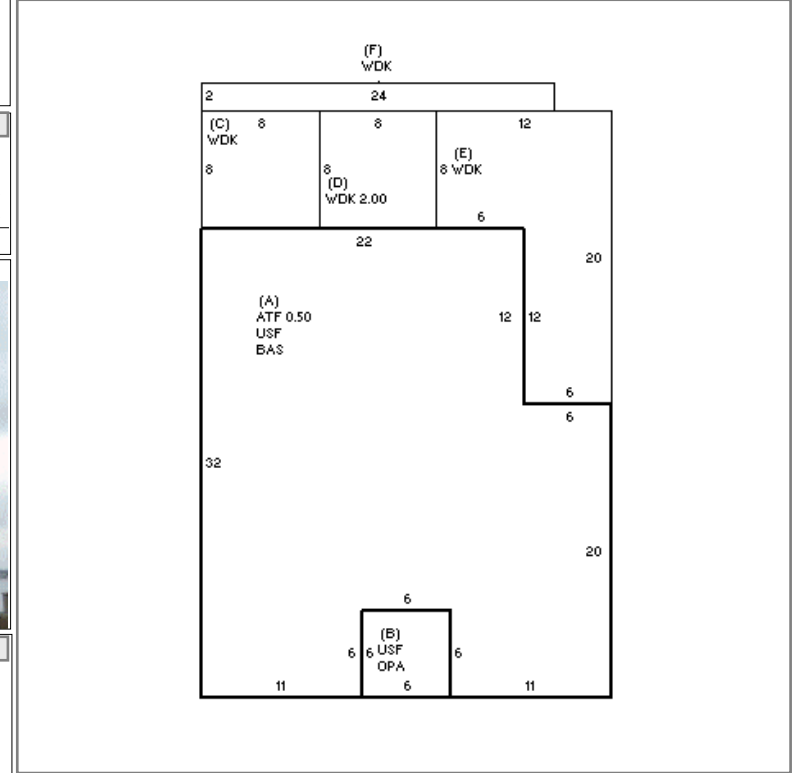 (F)
WDK
2 24
(C) 8 8 12
WDK
(E)
8 8 8 WDK
(D)
WDK 2.00
6
22
20
(A)
ATF 0.50 12 12
USF
BAS
6
6
32
20
6
(B)
6 6 USF 6
OPA
11 6 11